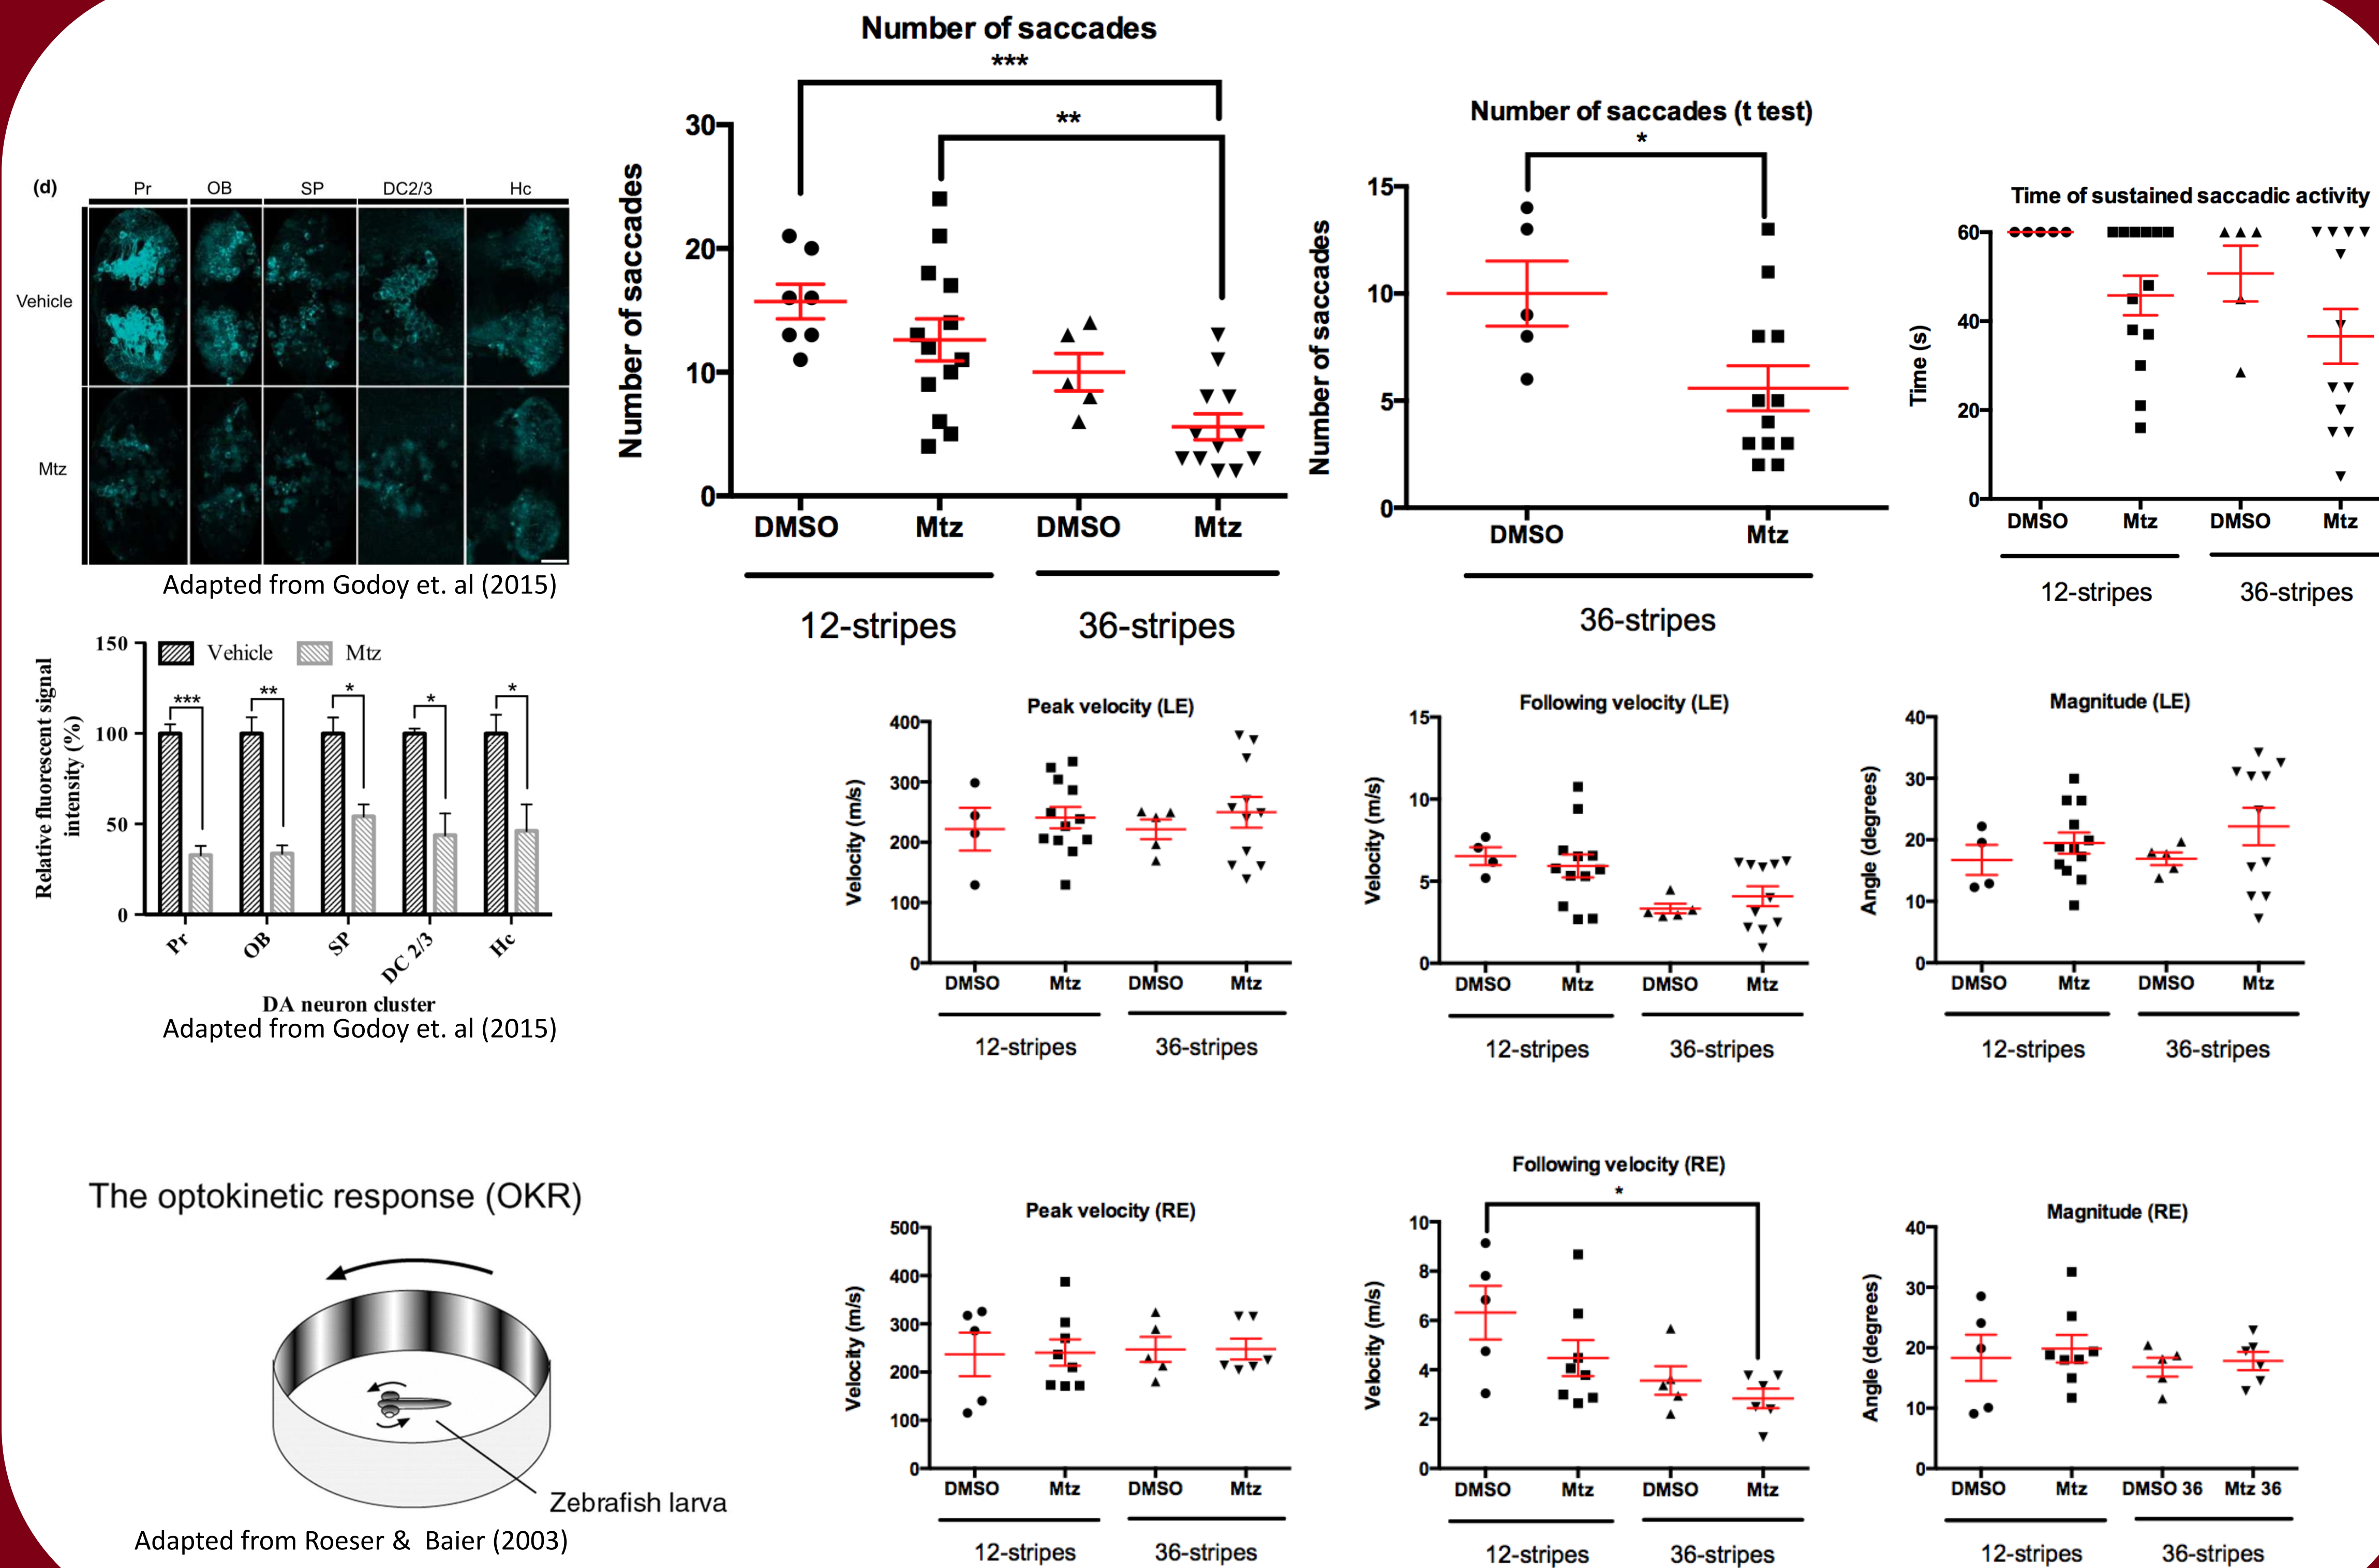 (d)
Pr OB SP DC2/3 Hc
Vehicle
Mtz
Adapted from Godoy et. al (2015)
Relative fluorescent signal
intensity (%)
150
100
50
0
Vehicle Mtz
*** ** * * *
Pr OB SP DC 2/3 Hc
DA neuron cluster
Adapted from Godoy et. al (2015)
The optokinetic response (OKR)
Zebrafish larva
Adapted from Roeser & Baier (2003)
Number of saccades
***
**
Number of saccades
30
20
10
0
DMSO Mtz DMSO Mtz
12-stripes 36-stripes
Number of saccades (t test)
*
Number of saccades
15
10
5
0
DMSO Mtz
36-stripes
Time of sustained saccadic activity
Time (s)
60
40
20
0
DMSO Mtz DMSO Mtz
12-stripes 36-stripes
Peak velocity (LE)
Velocity (m/s)
400
300
200
100
0
DMSO Mtz DMSO Mtz
12-stripes 36-stripes
Following velocity (LE)
Velocity (m/s)
15
10
5
0
DMSO Mtz DMSO Mtz
12-stripes 36-stripes
Magnitude (LE)
Angle (degrees)
40
30
20
10
0
DMSO Mtz DMSO Mtz
12-stripes 36-stripes
Peak velocity (RE)
Velocity (m/s)
500
400
300
200
100
0
DMSO Mtz DMSO Mtz
12-stripes 36-stripes
Following velocity (RE)
*
Velocity (m/s)
10
8
6
4
2
0
DMSO Mtz DMSO Mtz
12-stripes 36-stripes
Magnitude (RE)
Angle (degrees)
40
30
20
10
0
DMSO Mtz DMSO 36 Mtz 36
12-stripes 36-stripes